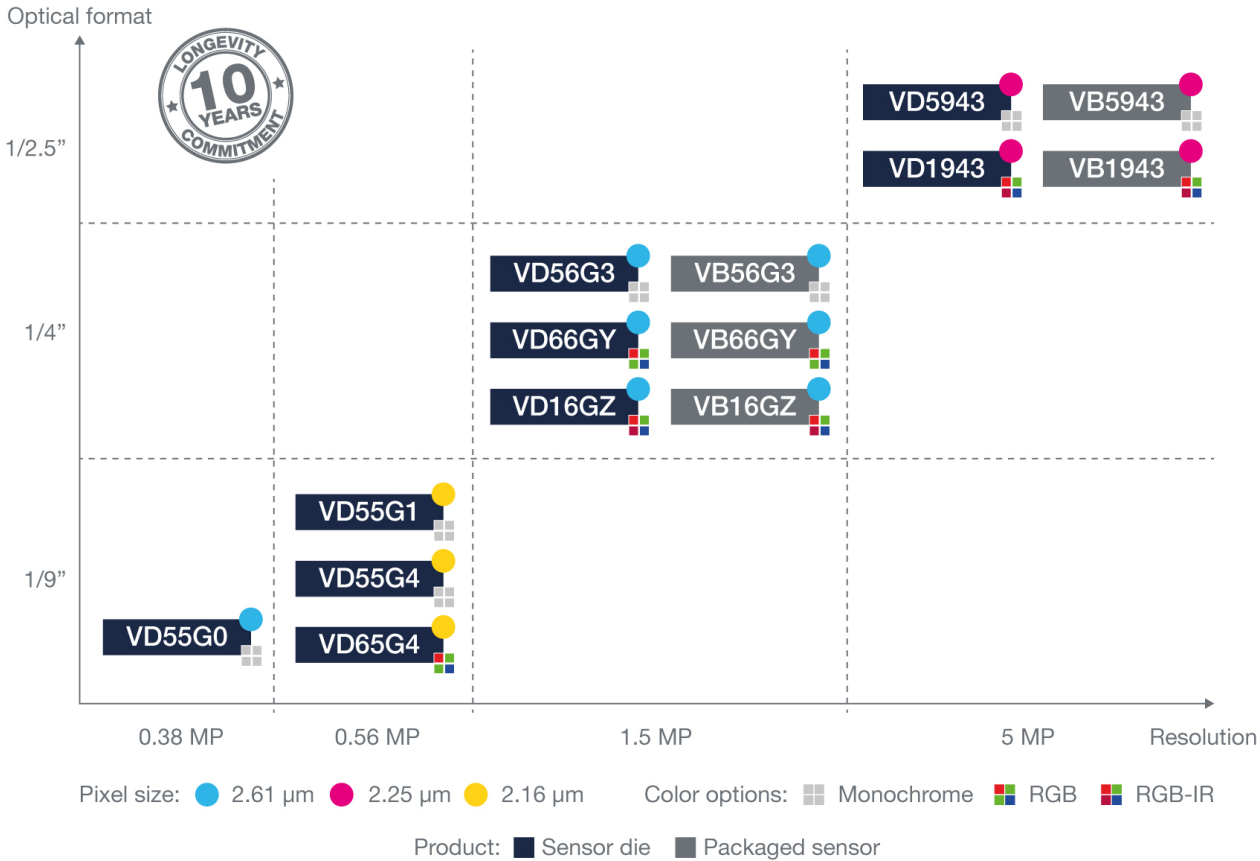 Optical format
LONGEVITY
10
YEARS
COMMITMENT
1/2.5”
VD5943 VB5943
VD1943 VB1943
1/4”
VD56G3 VB56G3
VD66GY VB66GY
VD16GZ VB16GZ
1/9”
VD55G1
VD55G4
VD55G0 VD65G4
0.38 MP 0.56 MP 1.5 MP 5 MP Resolution
Pixel size: 2.61 µm 2.25 µm 2.16 µm Color options: Monochrome RGB RGB-IR
Product: Sensor die Packaged sensor